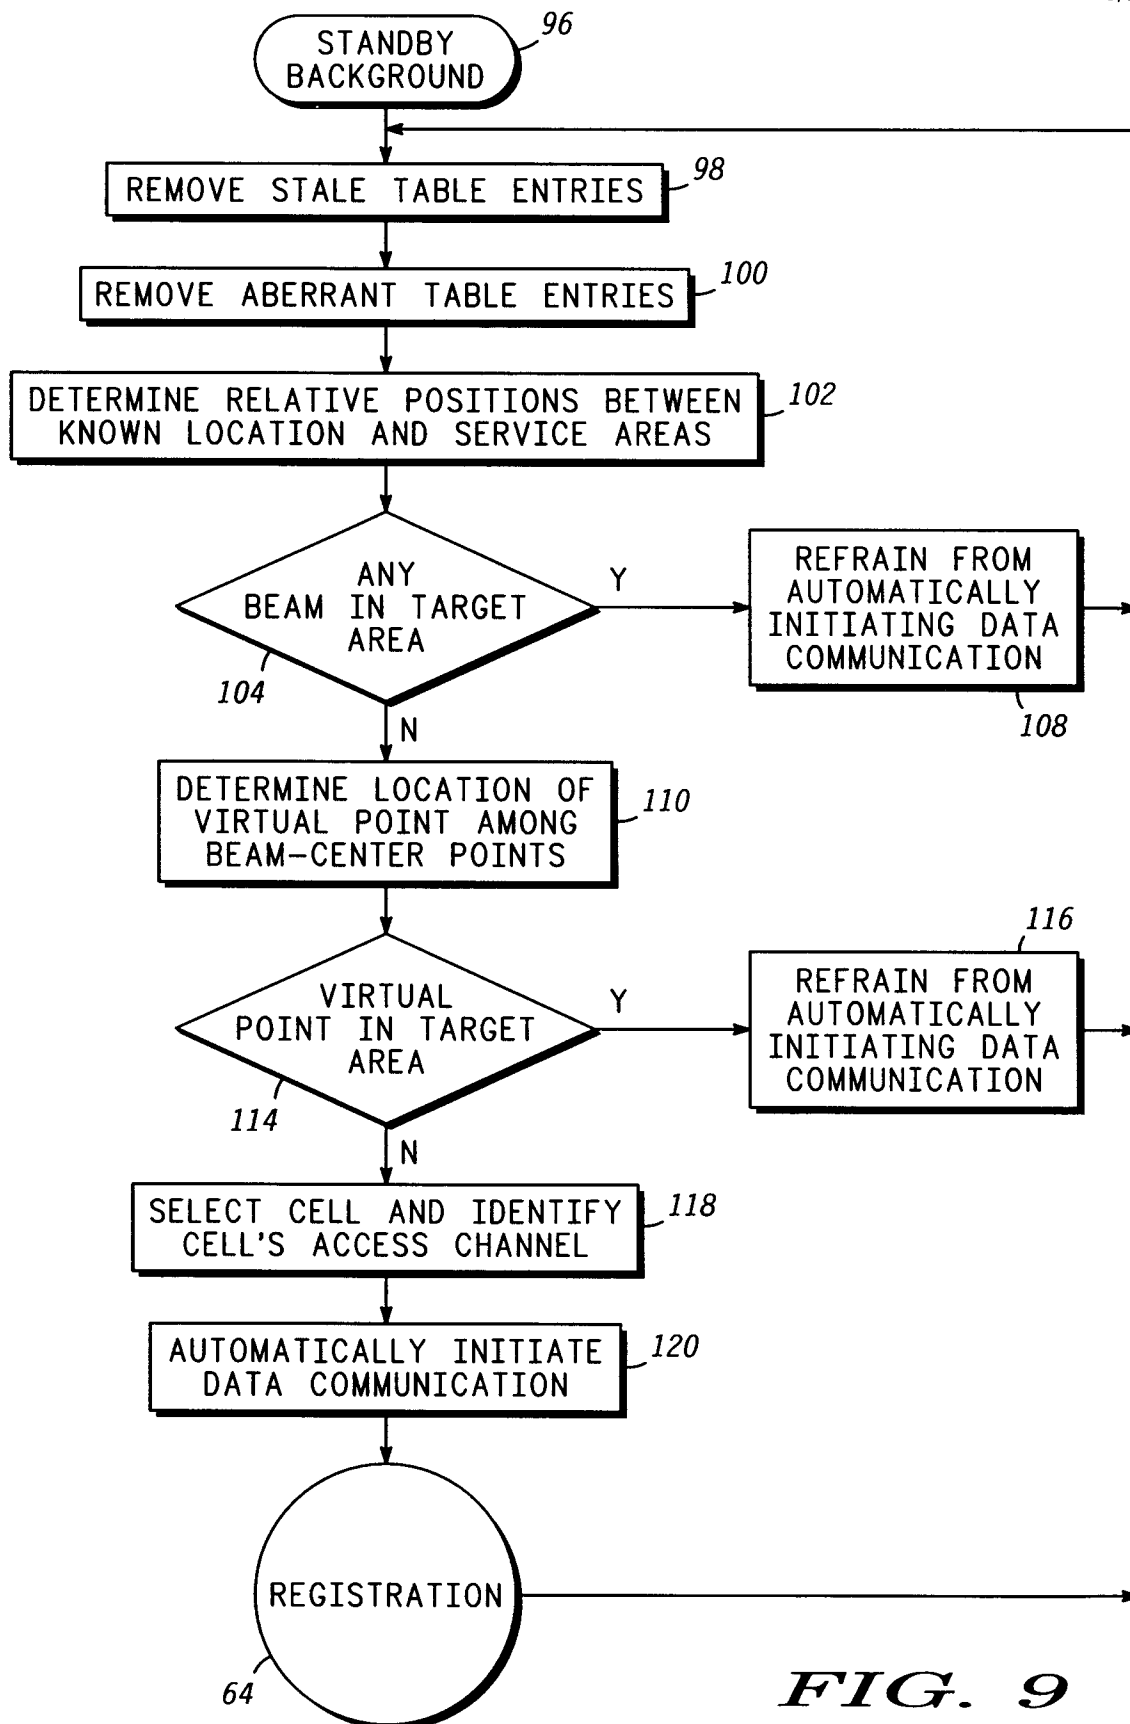 STANDBY
BACKGROUND
96
REMOVE STALE TABLE ENTRIES
98
REMOVE ABERRANT TABLE ENTRIES
100
DETERMINE RELATIVE POSITIONS BETWEEN
KNOWN LOCATION AND SERVICE AREAS
102
ANY
BEAM IN TARGET
AREA
104
Y
N
REFRAIN FROM
AUTOMATICALLY
INITIATING DATA
COMMUNICATION
108
DETERMINE LOCATION OF
VIRTUAL POINT AMONG
BEAM-CENTER POINTS
110
VIRTUAL
POINT IN TARGET
AREA
114
Y
N
116
REFRAIN FROM
AUTOMATICALLY
INITIATING DATA
COMMUNICATION
SELECT CELL AND IDENTIFY
CELL'S ACCESS CHANNEL
118
AUTOMATICALLY INITIATE
DATA COMMUNICATION
120
REGISTRATION
64
FIG. 9